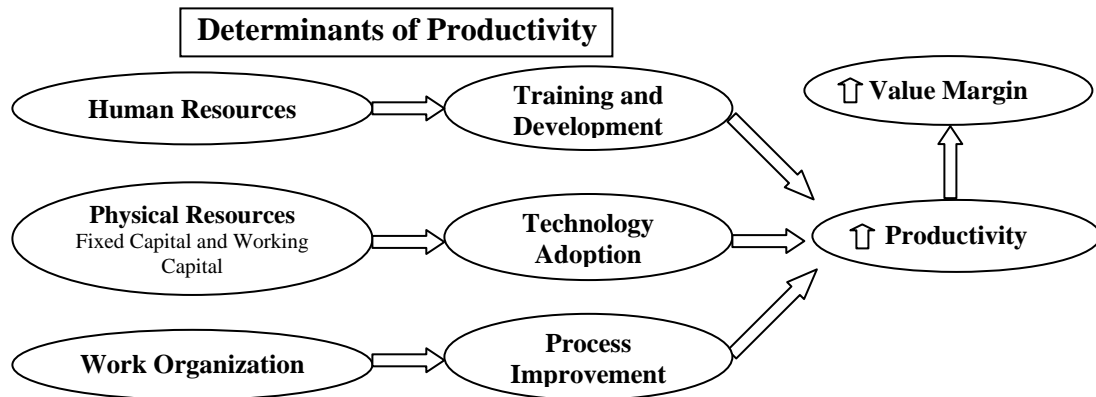 Determinants of Productivity
Human Resources
Training and
Development
Value Margin
Physical Resources
Fixed Capital and Working
Capital
Technology
Adoption
Productivity
Work Organization
Process
Improvement